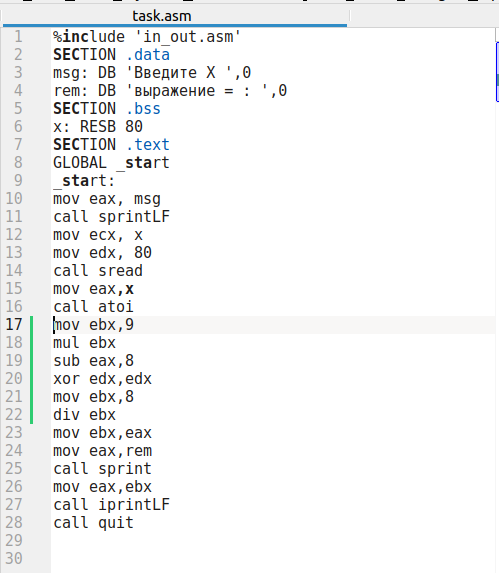 task.asm
1 %include 'in_out.asm'
2 SECTION .data
3 msg: DB 'Введите X ',0
4 rem: DB 'выражение = : ',0
5 SECTION .bss
6 x: RESB 80
7 SECTION .text
8 GLOBAL _start
9 _start:
10 mov eax, msg
11 call sprintLF
12 mov ecx, x
13 mov edx, 80
14 call sread
15 mov eax,x
16 call atoi
17 mov ebx,9
18 mul ebx
19 sub eax,8
20 xor edx,edx
21 mov ebx,8
22 div ebx
23 mov ebx,eax
24 mov eax,rem
25 call sprint
26 mov eax,ebx
27 call iprintLF
28 call quit
29
30